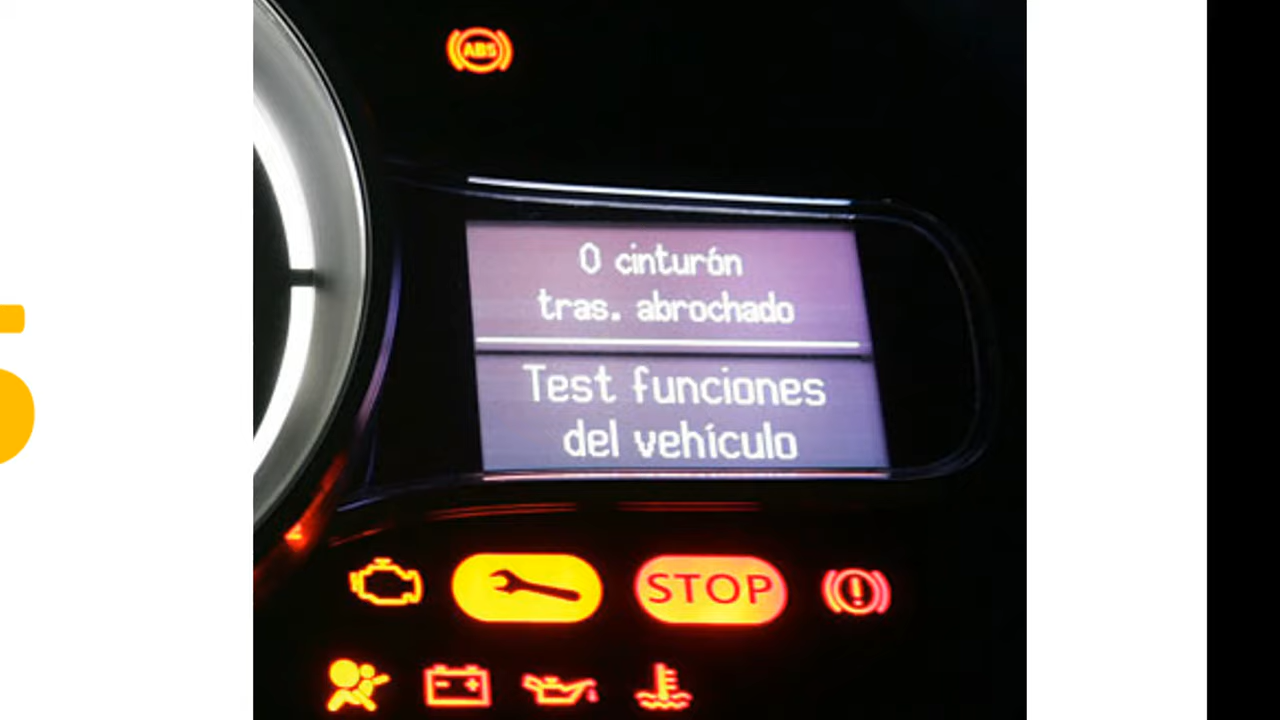 ABS
0 cinturón
tras. abrochado
Test funciones
del vehículo
STOP